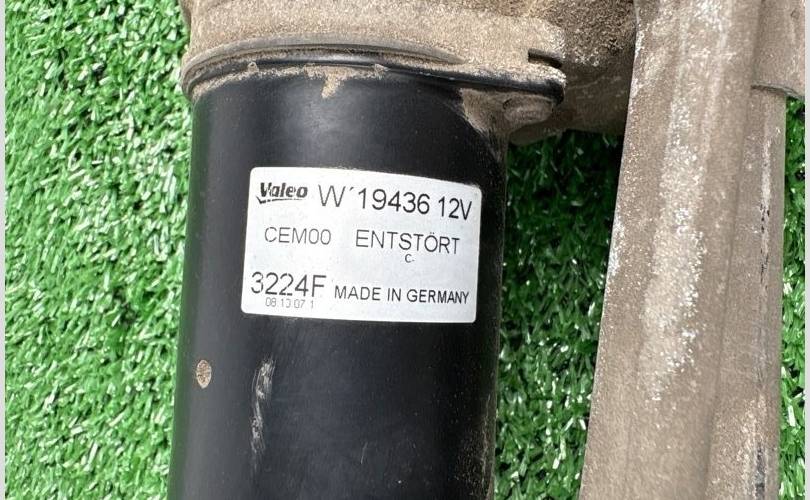 Valeo W´19436 12V
CEM00 ENTSTÖRT
C.
3224F MADE IN GERMANY
08 13 07 1